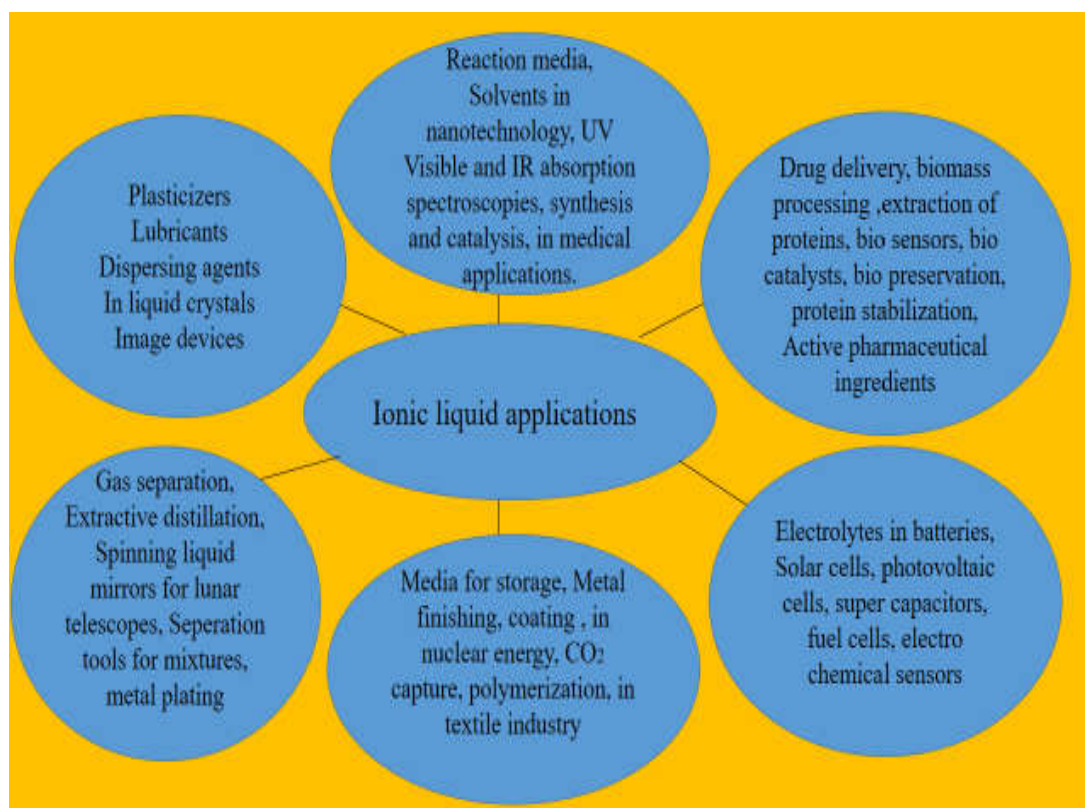 Reaction media,
Solvents in
nanotechnology, UV
Visible and IR absorption
spectroscopies, synthesis
and catalysis, in medical
applications.
Plasticizers
Lubricants
Dispersing agents
In liquid crystals
Image devices
Drug delivery, biomass
processing ,extraction of
proteins, bio sensors, bio
catalysts, bio preservation,
protein stabilization,
Active pharmaceutical
ingredients
Ionic liquid applications
Gas separation,
Extractive distillation,
Spinning liquid
mirrors for lunar
telescopes, Seperation
tools for mixtures,
metal plating
Media for storage, Metal
finishing, coating , in
nuclear energy, CO₂
capture, polymerization, in
textile industry
Electrolytes in batteries,
Solar cells, photovoltaic
cells, super capacitors,
fuel cells, electro
chemical sensors